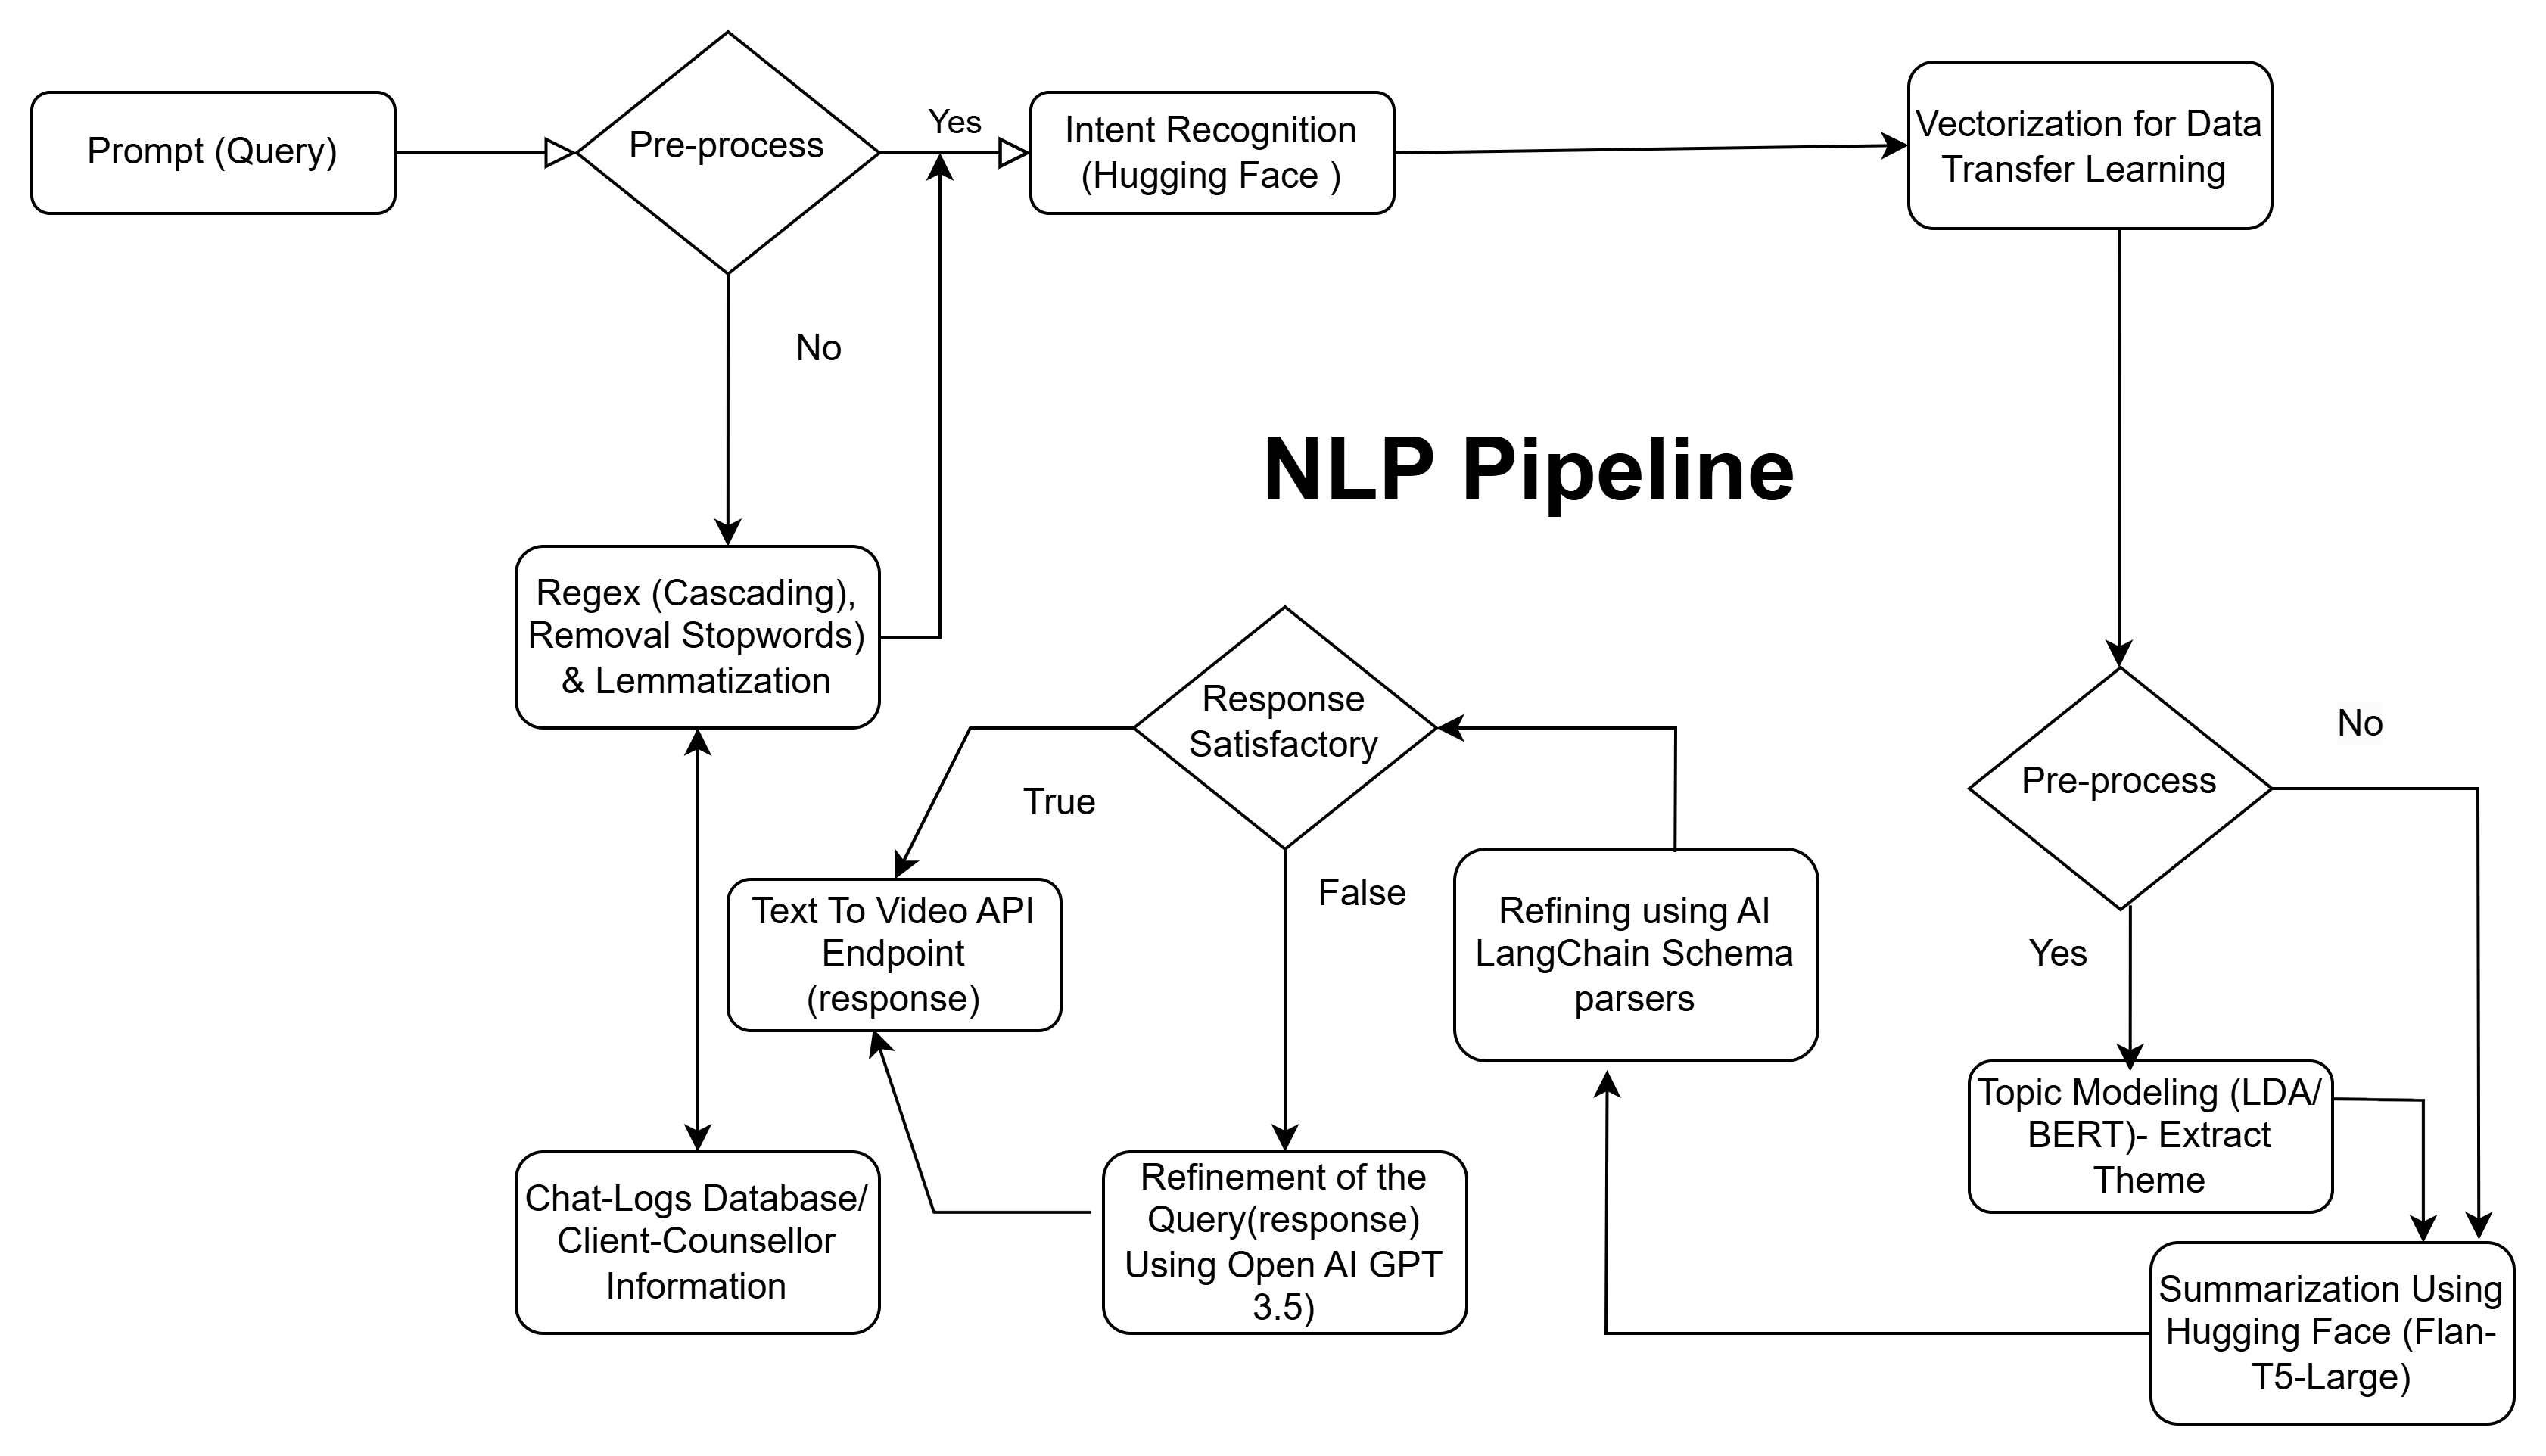 Prompt (Query)
Pre-process
Yes
Intent Recognition
(Hugging Face )
Vectorization for Data
Transfer Learning
No
NLP Pipeline
Regex (Cascading),
Removal Stopwords)
& Lemmatization
Response
Satisfactory
No
Pre-process
True
False
Text To Video API
Endpoint
(response)
Refining using AI
LangChain Schema
parsers
Yes
Topic Modeling (LDA/
BERT)- Extract
Theme
Chat-Logs Database/
Client-Counsellor
Information
Refinement of the
Query(response)
Using Open AI GPT
3.5)
Summarization Using
Hugging Face (Flan-
T5-Large)